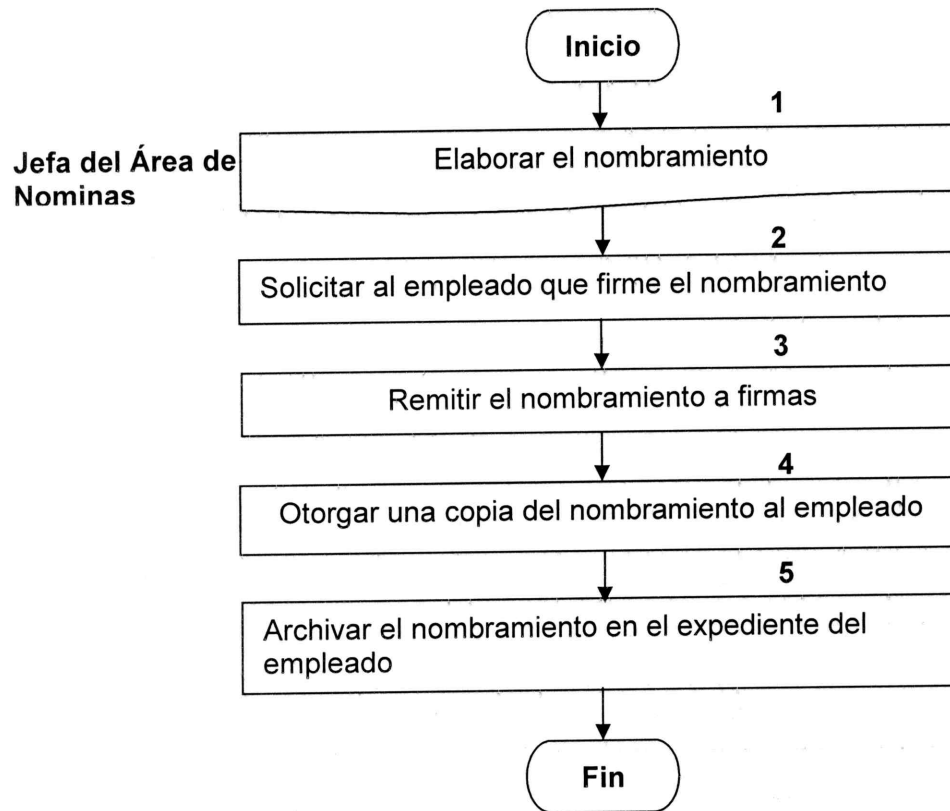 Inicio
1
Jefa del Área de
Nominas
Elaborar el nombramiento
2
Solicitar al empleado que firme el nombramiento
3
Remitir el nombramiento a firmas
4
Otorgar una copia del nombramiento al empleado
5
Archivar el nombramiento en el expediente del
empleado
Fin